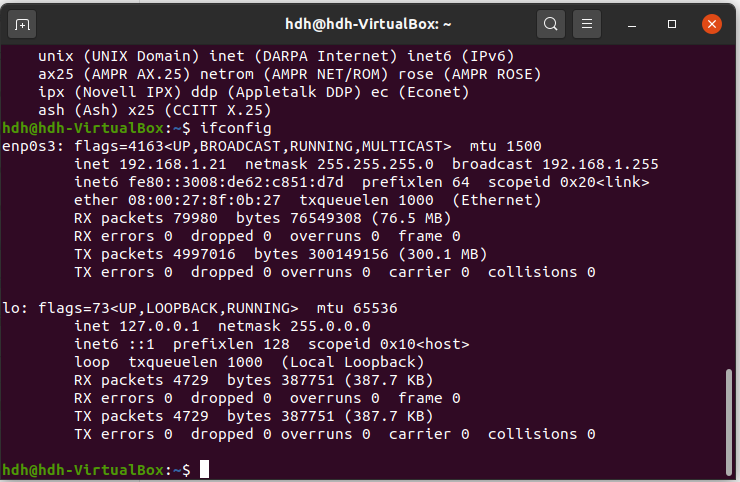 hdh@hdh-VirtualBox: ~
unix (UNIX Domain) inet (DARPA Internet) inet6 (IPv6)
ax25 (AMPR AX.25) netrom (AMPR NET/ROM) rose (AMPR ROSE)
ipx (Novell IPX) ddp (Appletalk DDP) ec (Econet)
ash (Ash) x25 (CCITT X.25)
hdh@hdh-VirtualBox:~$ ifconfig
enp0s3: flags=4163<UP,BROADCAST,RUNNING,MULTICAST>  mtu 1500
inet 192.168.1.21  netmask 255.255.255.0  broadcast 192.168.1.255
inet6 fe80::3008:de62:c851:d7d  prefixlen 64  scopeid 0x20<link>
ether 08:00:27:8f:0b:27  txqueuelen 1000  (Ethernet)
RX packets 79980  bytes 76549308 (76.5 MB)
RX errors 0  dropped 0  overruns 0  frame 0
TX packets 4997016  bytes 300149156 (300.1 MB)
TX errors 0  dropped 0 overruns 0  carrier 0  collisions 0
lo: flags=73<UP,LOOPBACK,RUNNING>  mtu 65536
inet 127.0.0.1  netmask 255.0.0.0
inet6 ::1  prefixlen 128  scopeid 0x10<host>
loop  txqueuelen 1000  (Local Loopback)
RX packets 4729  bytes 387751 (387.7 KB)
RX errors 0  dropped 0  overruns 0  frame 0
TX packets 4729  bytes 387751 (387.7 KB)
TX errors 0  dropped 0 overruns 0  carrier 0  collisions 0
hdh@hdh-VirtualBox:~$